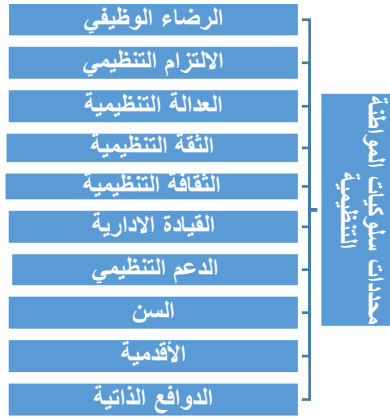 محددات سلوكيات المواطنة
التنظيمية
الرضاء الوظيفي
الالتزام التنظيمي
العدالة التنظيمية
الثقة التنظيمية
الثقافة التنظيمية
القيادة الادارية
الدعم التنظيمي
السن
الأقدمية
الدوافع الذاتية